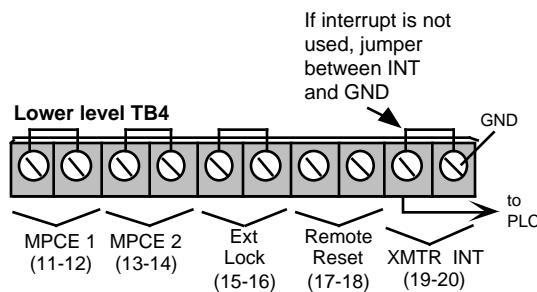 If interrupt is not
used, jumper
between INT
and GND
Lower level TB4
GND
to
PLC
MPCE 1
(11-12)
MPCE 2
(13-14)
Ext
Lock
(15-16)
Remote
Reset
(17-18)
XMTR INT
(19-20)